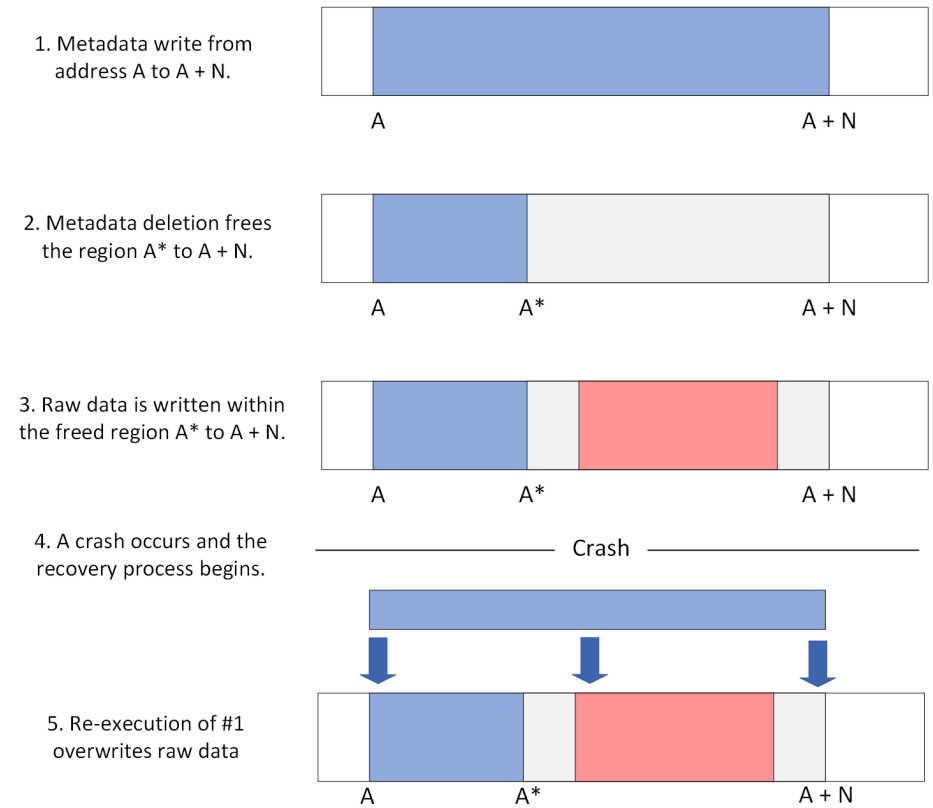 1. Metadata write from
address A to A + N.
A
A + N
2. Metadata deletion frees
the region A* to A + N.
A
A*
A + N
3. Raw data is written within
the freed region A* to A + N.
A
A*
A + N
4. A crash occurs and the
recovery process begins.
Crash
5. Re-execution of #1
overwrites raw data
A
A*
A + N